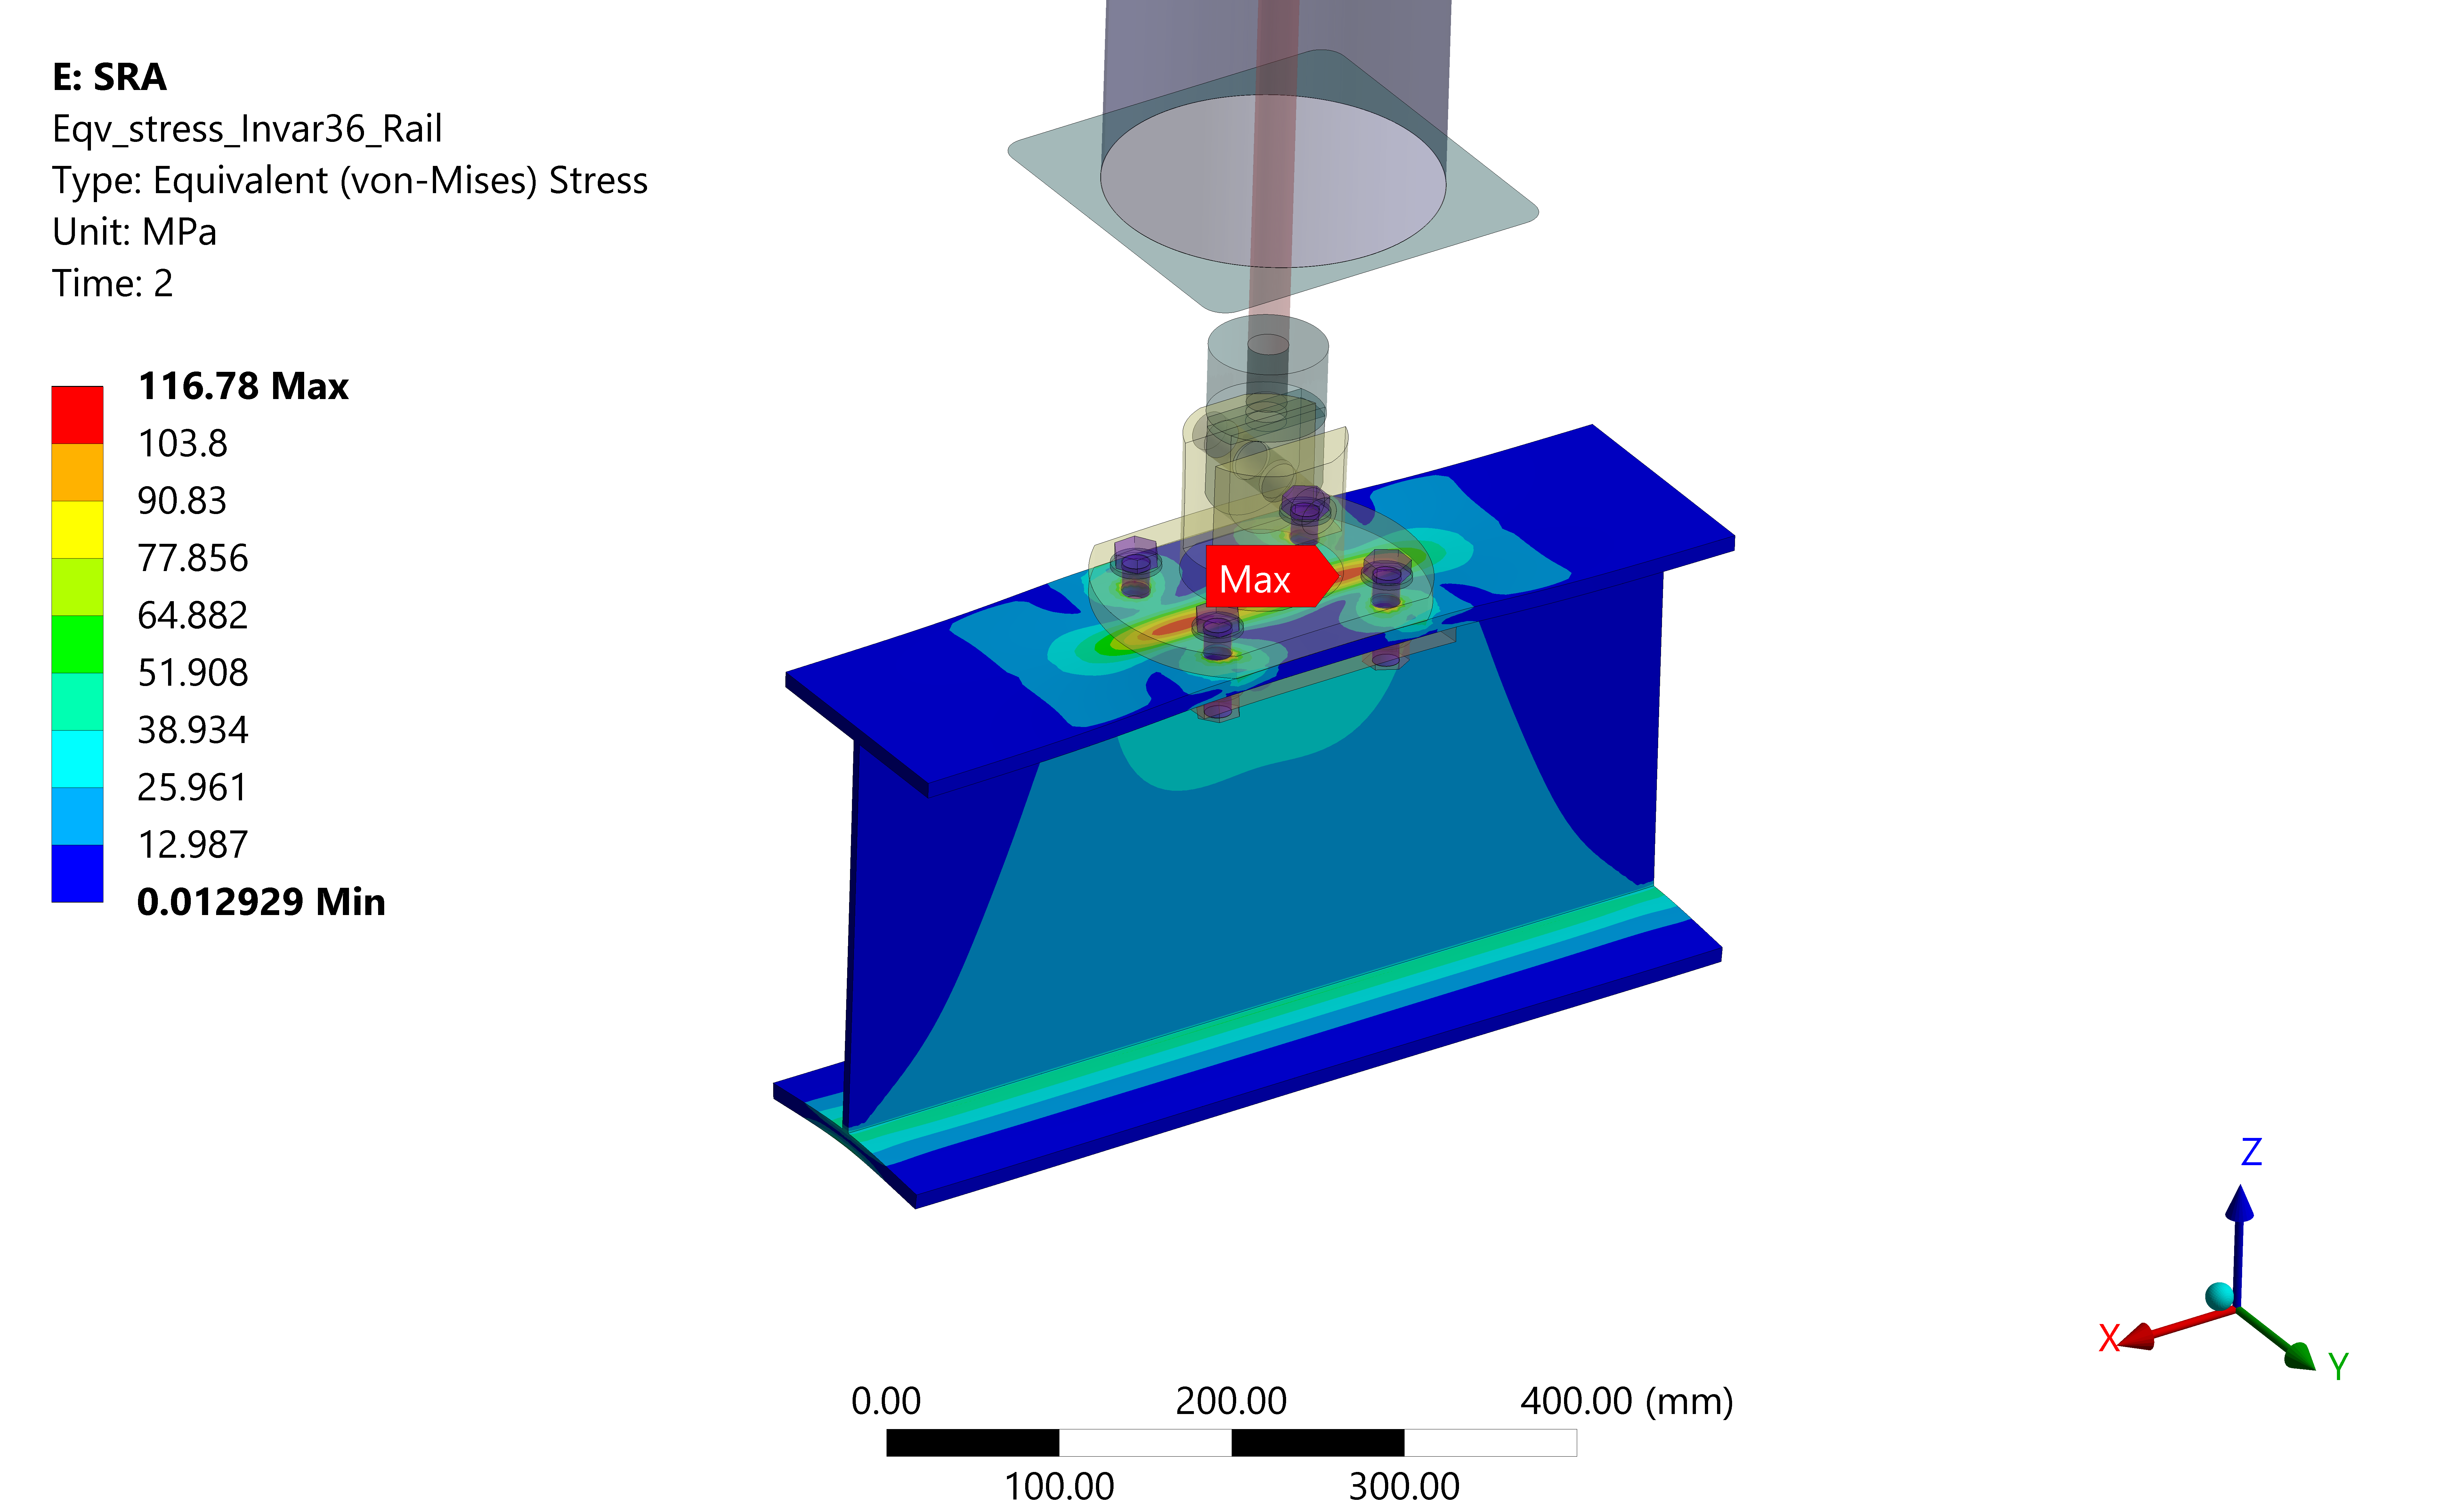 E: SRA
Eqv_stress_Invar36_Rail
Type: Equivalent (von-Mises) Stress
Unit: MPa
Time: 2
116.78 Max
103.8
90.83
77.856
64.882
51.908
38.934
25.961
12.987
0.012929 Min
Max
Z
X
Y
0.00 200.00 400.00 (mm)
100.00 300.00